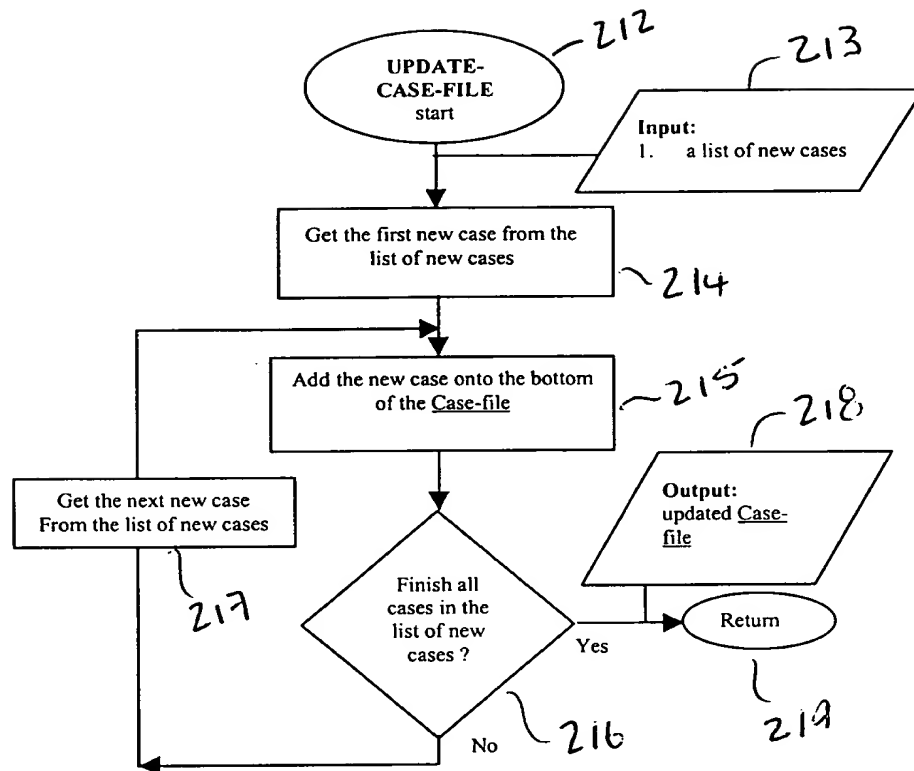 212
UPDATE-
CASE-FILE
start
213
Input:
1. a list of new cases
Get the first new case from the
list of new cases
214
Add the new case onto the bottom
of the Case-file
215
218
Output:
updated Case-
file
Get the next new case
From the list of new cases
217
Finish all
cases in the
list of new
cases ?
Yes
Return
219
216
No